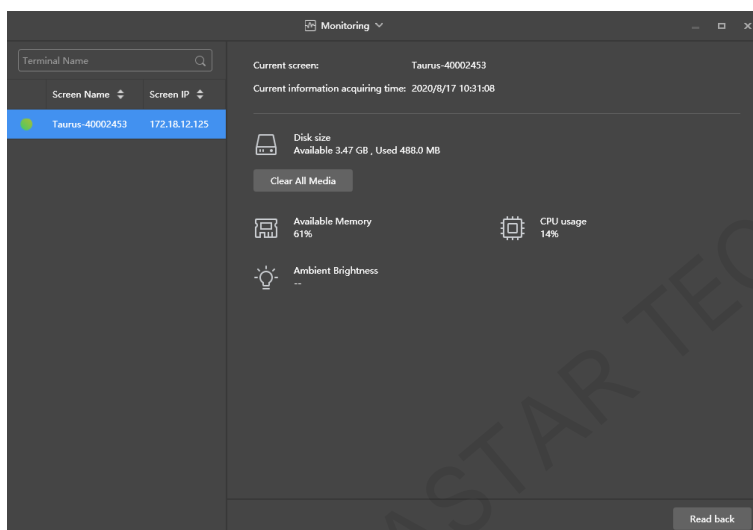 Monitoring
Terminal Name
Screen Name Screen IP
Taurus-40002453 172.18.12.125
Current screen: Taurus-40002453
Current information acquiring time: 2020/8/17 10:31:08
Disk size
Available 3.47 GB , Used 488.0 MB
Clear All Media
Available Memory
61%
CPU usage
14%
Ambient Brightness
--
Read back
ASTAR TEC